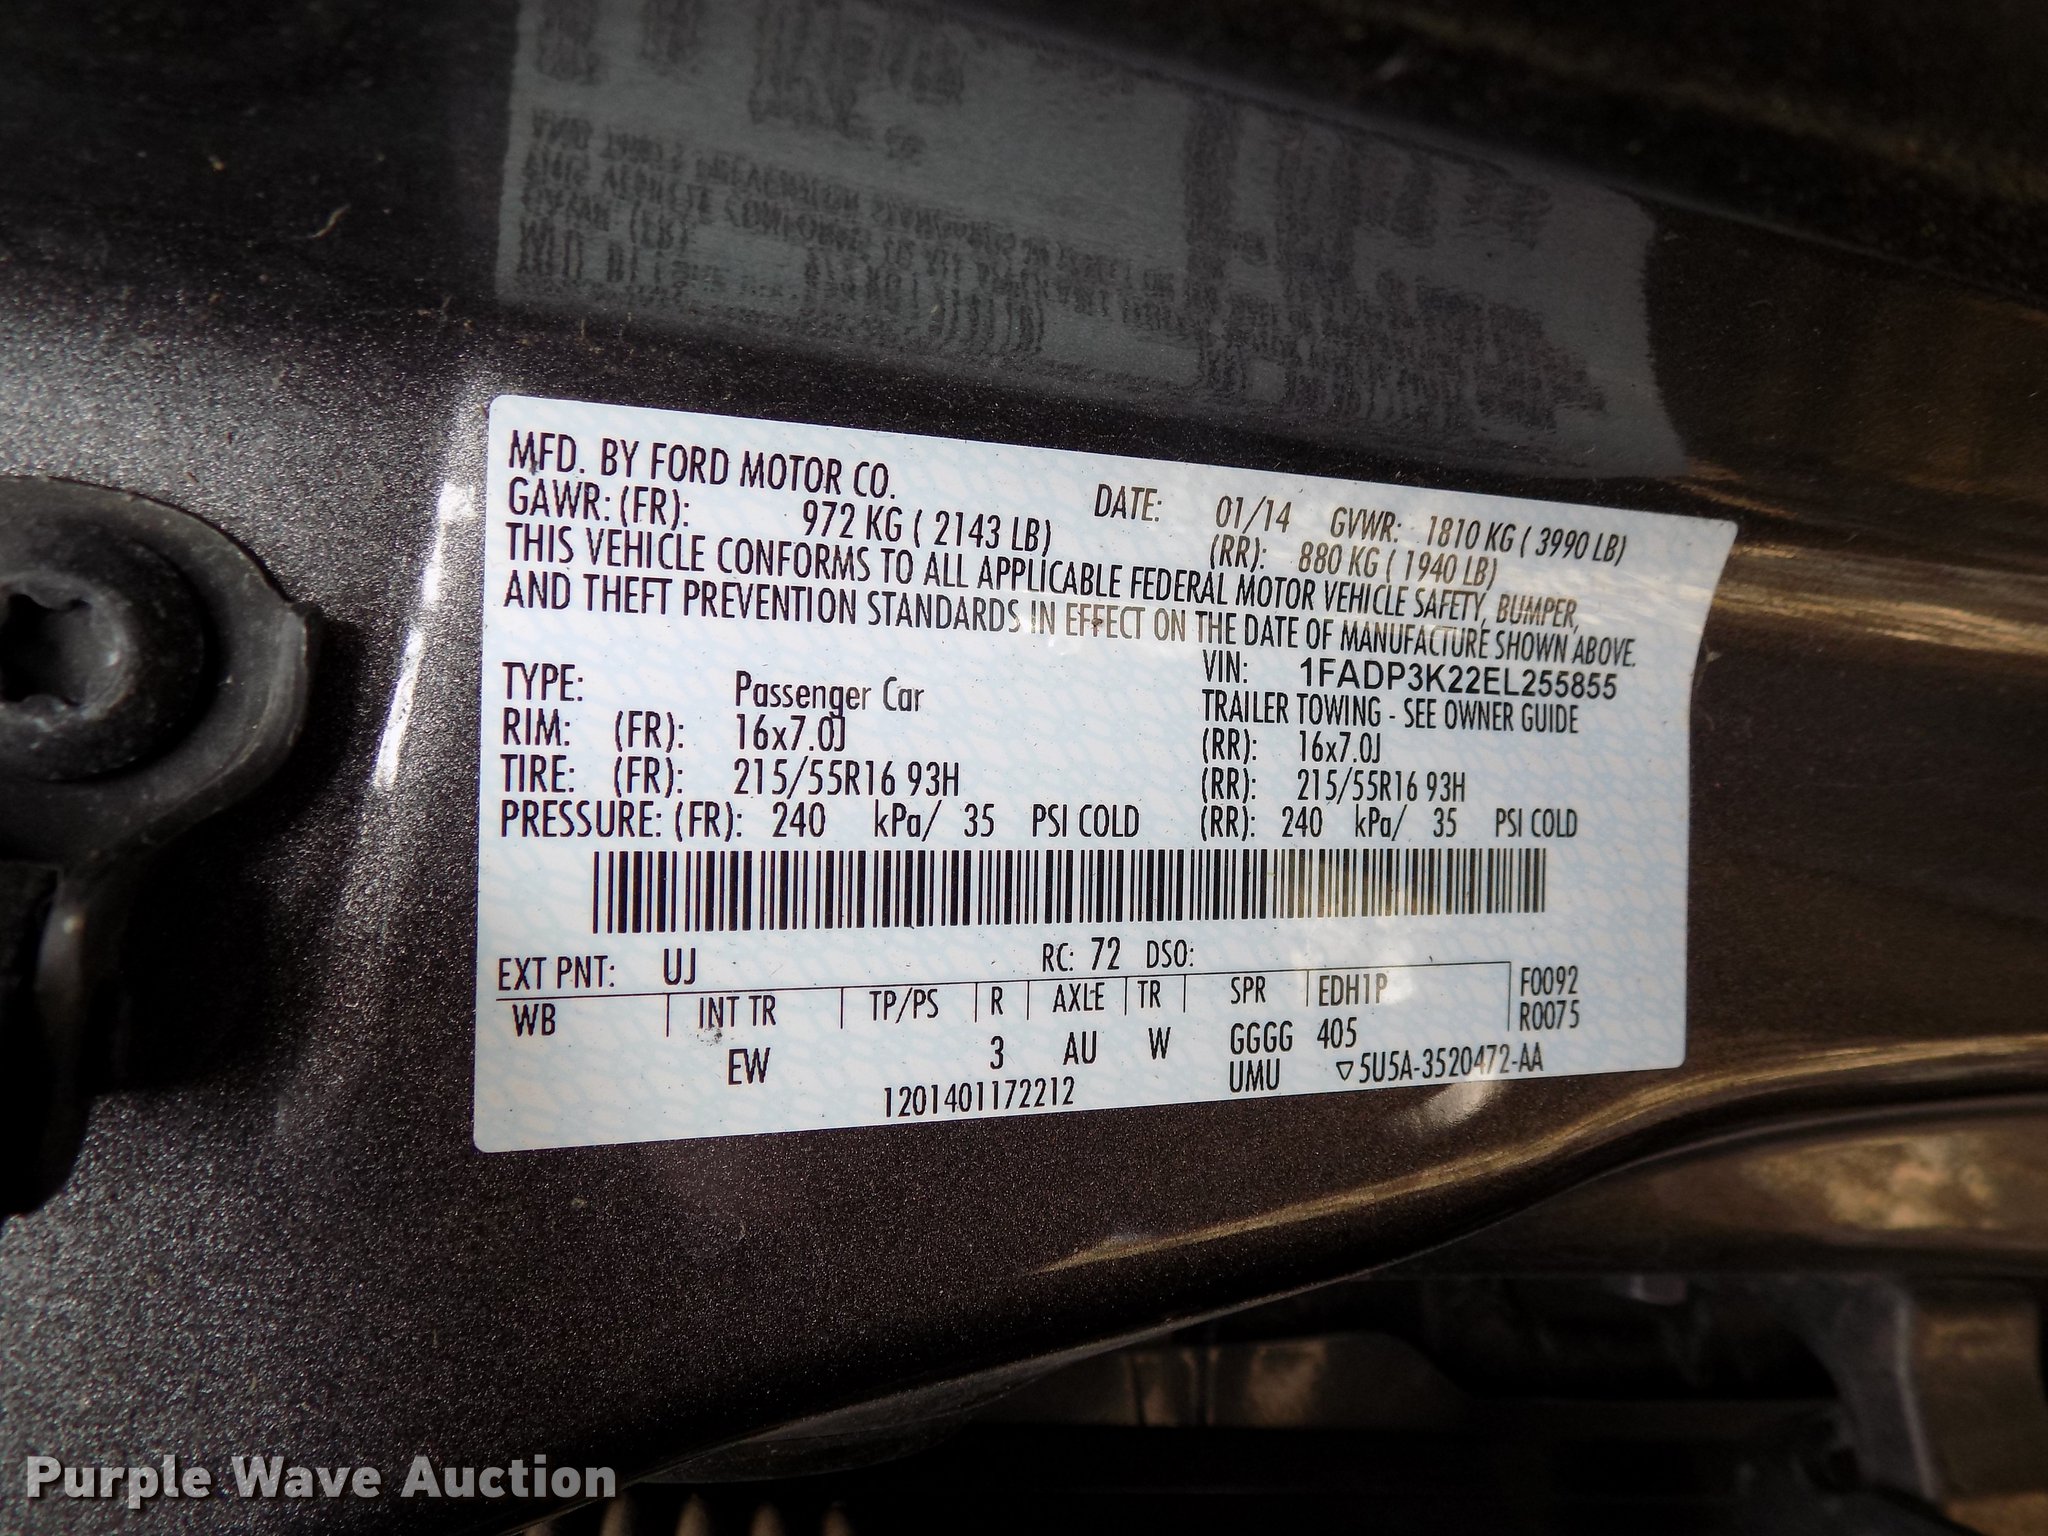 MFD. BY FORD MOTOR CO.
DATE: 01/14 GVWR: 1810 KG ( 3990 LB)
GAWR: (FR): 972 KG ( 2143 LB) (RR): 880 KG ( 1940 LB)
THIS VEHICLE CONFORMS TO ALL APPLICABLE FEDERAL MOTOR VEHICLE SAFETY, BUMPER,
AND THEFT PREVENTION STANDARDS IN EFFECT ON THE DATE OF MANUFACTURE SHOWN ABOVE.
VIN: 1FADP3K22EL255855
TYPE: Passenger Car TRAILER TOWING - SEE OWNER GUIDE
RIM: (FR): 16x7.0J (RR): 16x7.0J
TIRE: (FR): 215/55R16 93H (RR): 215/55R16 93H
PRESSURE: (FR): 240 kPa/ 35 PSI COLD (RR): 240 kPa/ 35 PSI COLD
EXT PNT: UJ RC: 72 DSO:
WB INT TR TP/PS R AXLE TR SPR EDH1P F0092
R0075
EW 3 AU W GGGG 405
1201401172212 UMU ▽5U5A-3520472-AA
Purple Wave Auction